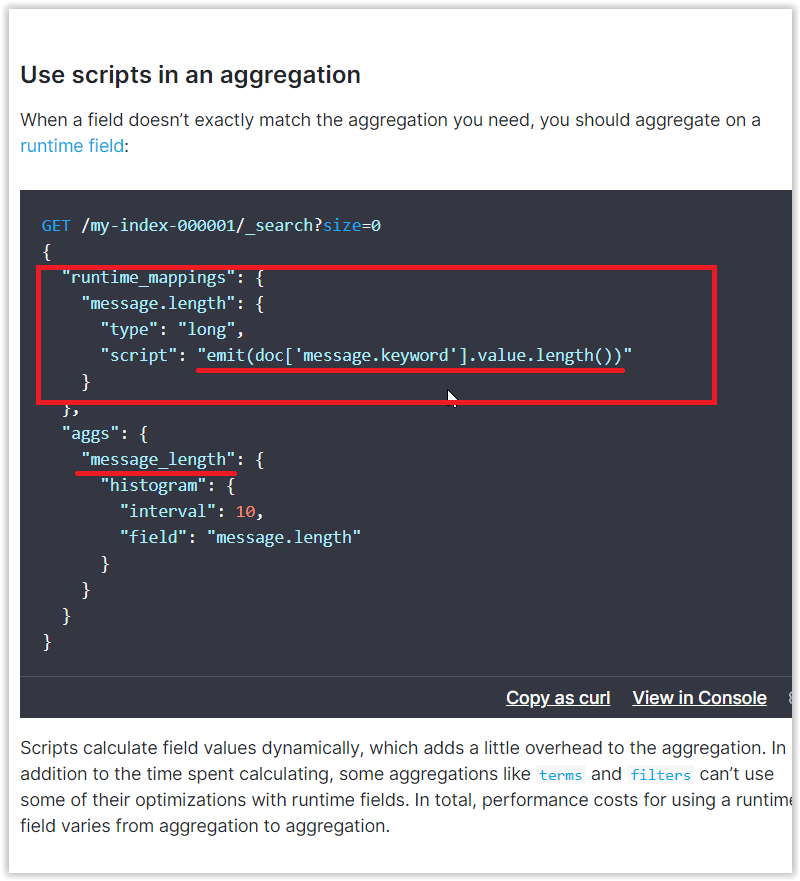 Use scripts in an aggregation
When a field doesn’t exactly match the aggregation you need, you should aggregate on a
runtime field:
GET /my-index-000001/_search?size=0
{
  "runtime_mappings": {
    "message.length": {
      "type": "long",
      "script": "emit(doc['message.keyword'].value.length())"
    }
  },
  "aggs": {
    "message_length": {
      "histogram": {
        "interval": 10,
        "field": "message.length"
      }
    }
  }
}
Copy as curl View in Console
Scripts calculate field values dynamically, which adds a little overhead to the aggregation. In
addition to the time spent calculating, some aggregations like terms and filters can’t use
some of their optimizations with runtime fields. In total, performance costs for using a runtime
field varies from aggregation to aggregation.